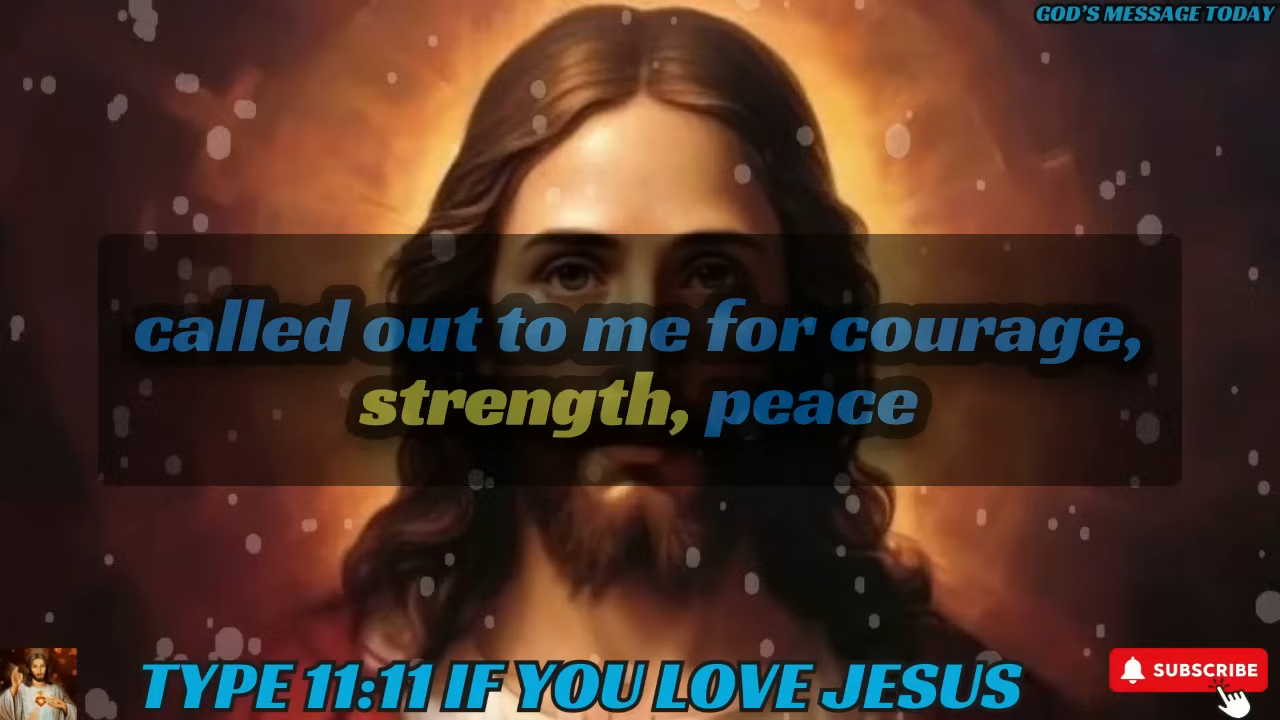 GOD'S MESSAGE TODAY
called out to me for courage,
strength, peace
TYPE 11:11 IF YOU LOVE JESUS
SUBSCRIBE